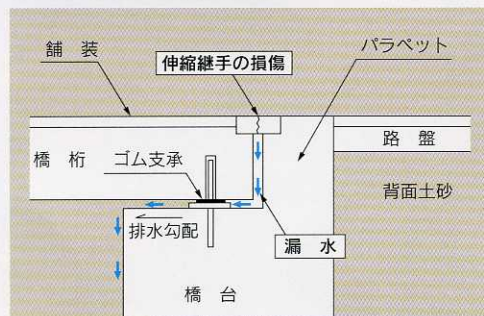 舗装
伸縮継手の損傷
パラペット
橋桁
ゴム支承
路盤
背面土砂
排水勾配
漏水
橋台